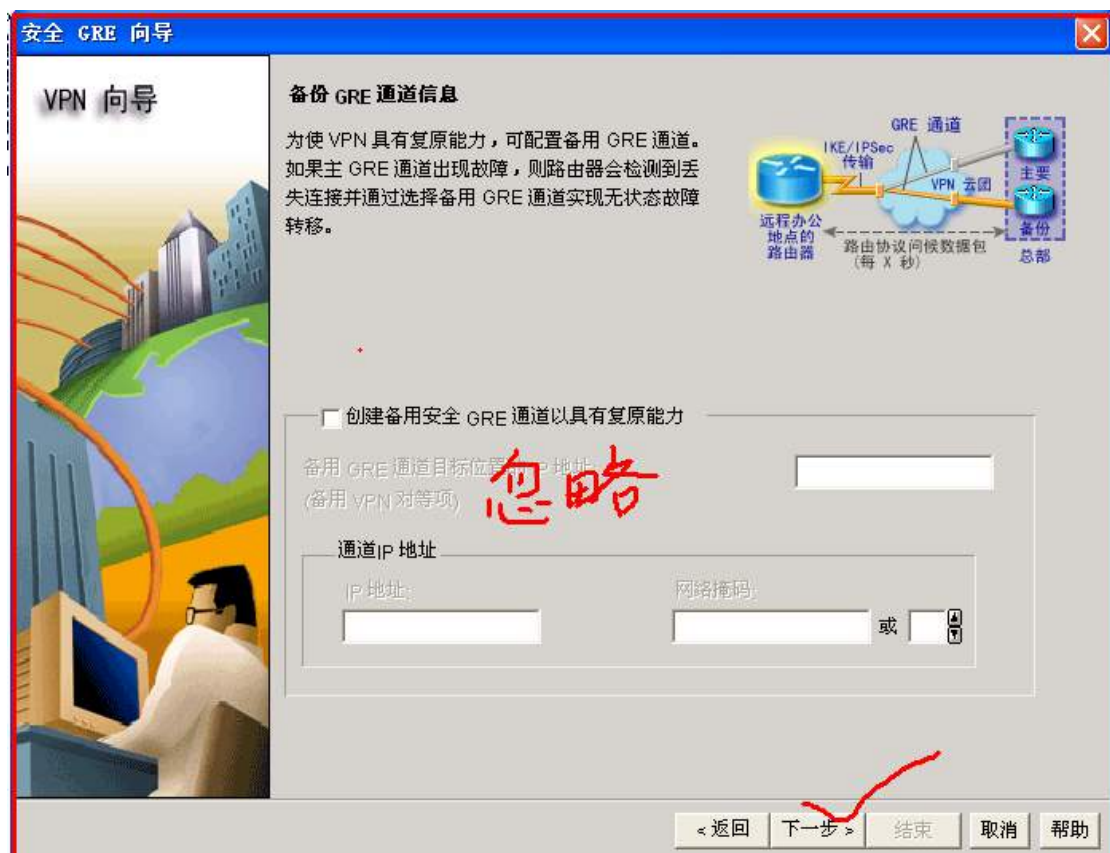 安全 GRE 向导
VPN 向导
备份 GRE 通道信息
为使 VPN 具有复原能力，可配置备用 GRE 通道。
如果主 GRE 通道出现故障，则路由器会检测到丢
失连接并通过选择备用 GRE 通道实现无状态故障
转移。
GRE 通道
IKE/IPSec
传输
主要
VPN 云团
远程办公
地点的
路由器
备份
路由协议问候数据包
(每 X 秒)
总部
创建备用安全 GRE 通道以具有复原能力
备用 GRE 通道目标位置 IP 地址:
(备用 VPN 对等项)
忽略
通道IP 地址
IP 地址:
网络掩码:
或
<返回
下一步 >
结束
取消
帮助